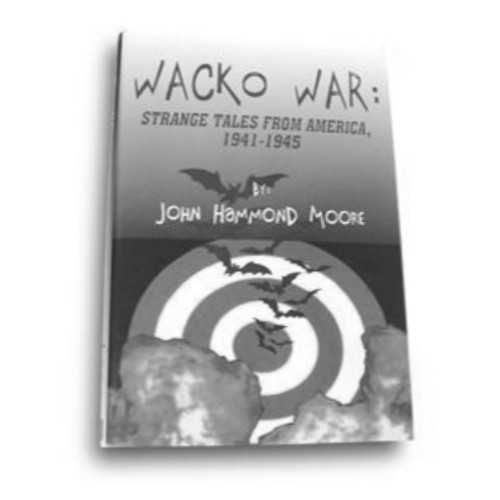 WACKO WAR:
STRANGE TALES FROM AMERICA,
1941-1945
BY:
JOHN HAMMOND MOORE